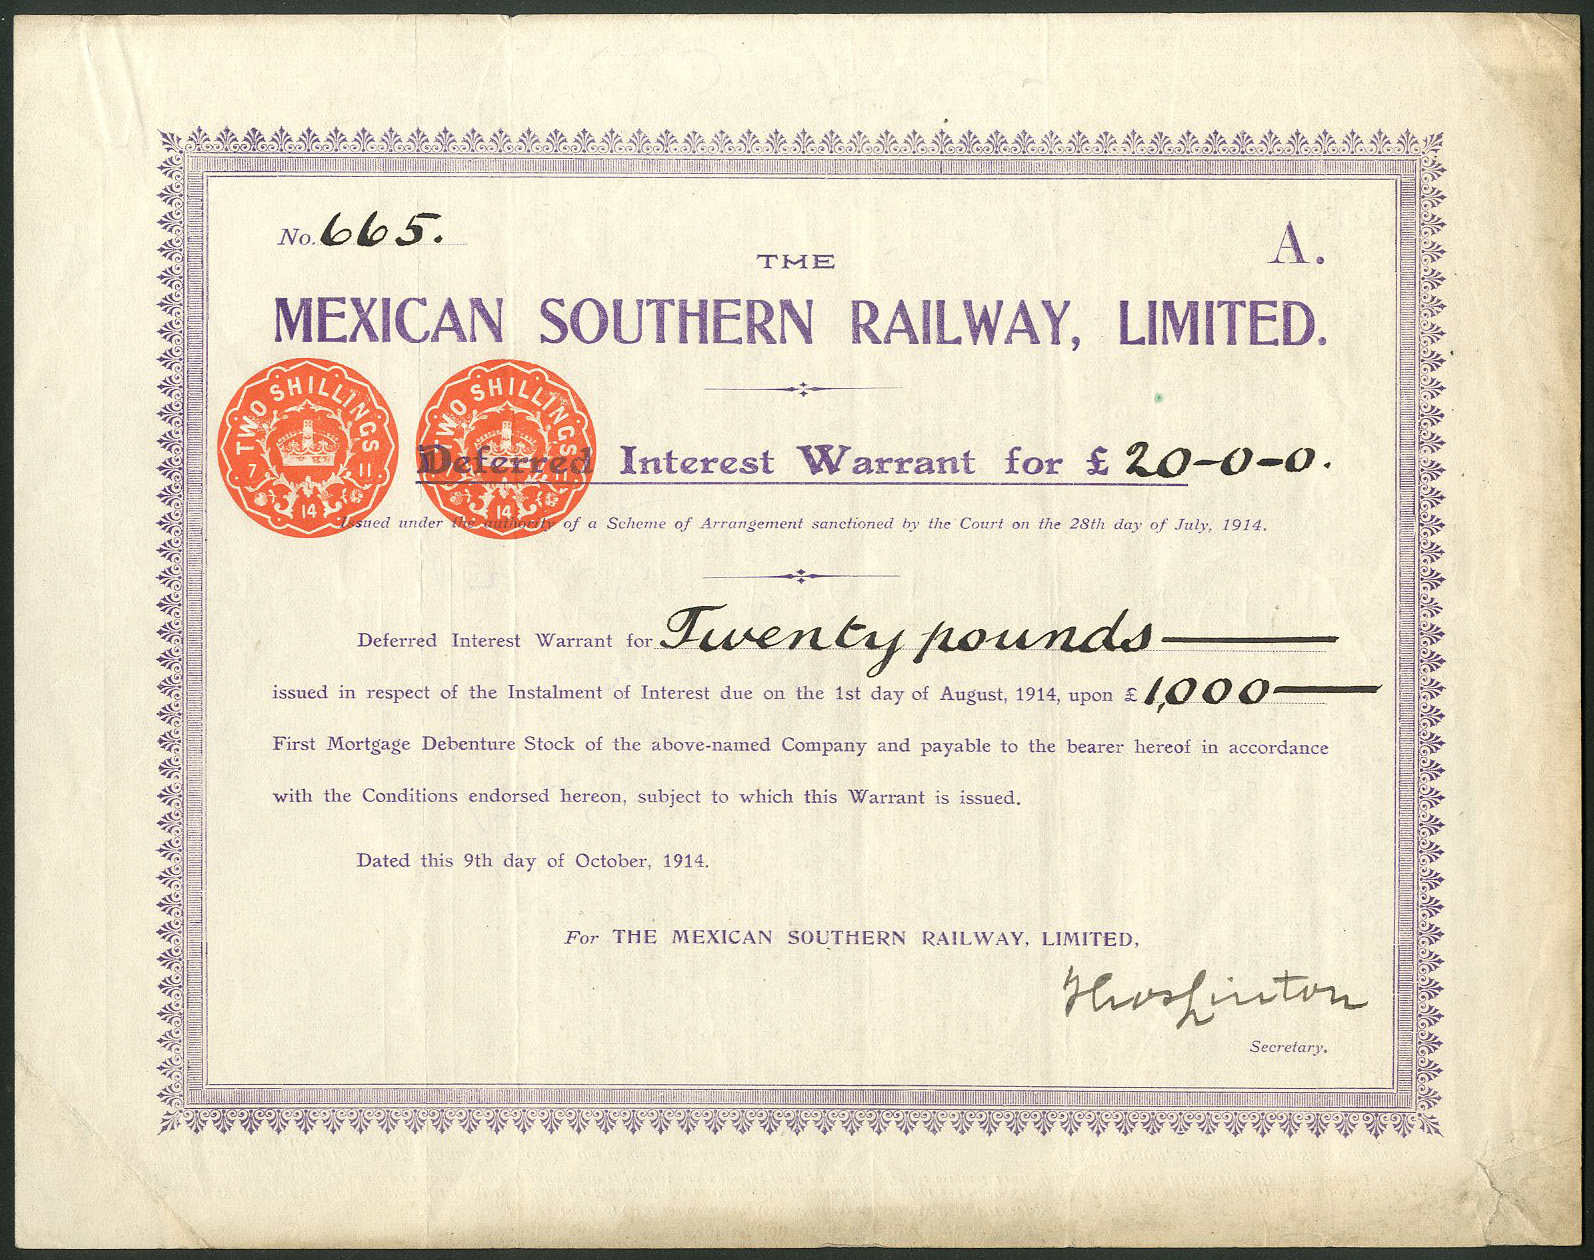 No. 665.
A.
THE
MEXICAN SOUTHERN RAILWAY, LIMITED.
TWO SHILLINGS
7 11
14
TWO SHILLINGS
14
Deferred Interest Warrant for £ 20-0-0.
Issued under the authority of a Scheme of Arrangement sanctioned by the Court on the 28th day of July, 1914.
Deferred Interest Warrant for Twenty pounds
issued in respect of the Instalment of Interest due on the 1st day of August, 1914, upon £ 1,000
First Mortgage Debenture Stock of the above-named Company and payable to the bearer hereof in accordance
with the Conditions endorsed hereon, subject to which this Warrant is issued.
Dated this 9th day of October, 1914.
For THE MEXICAN SOUTHERN RAILWAY, LIMITED,
Thos Linton
Secretary.